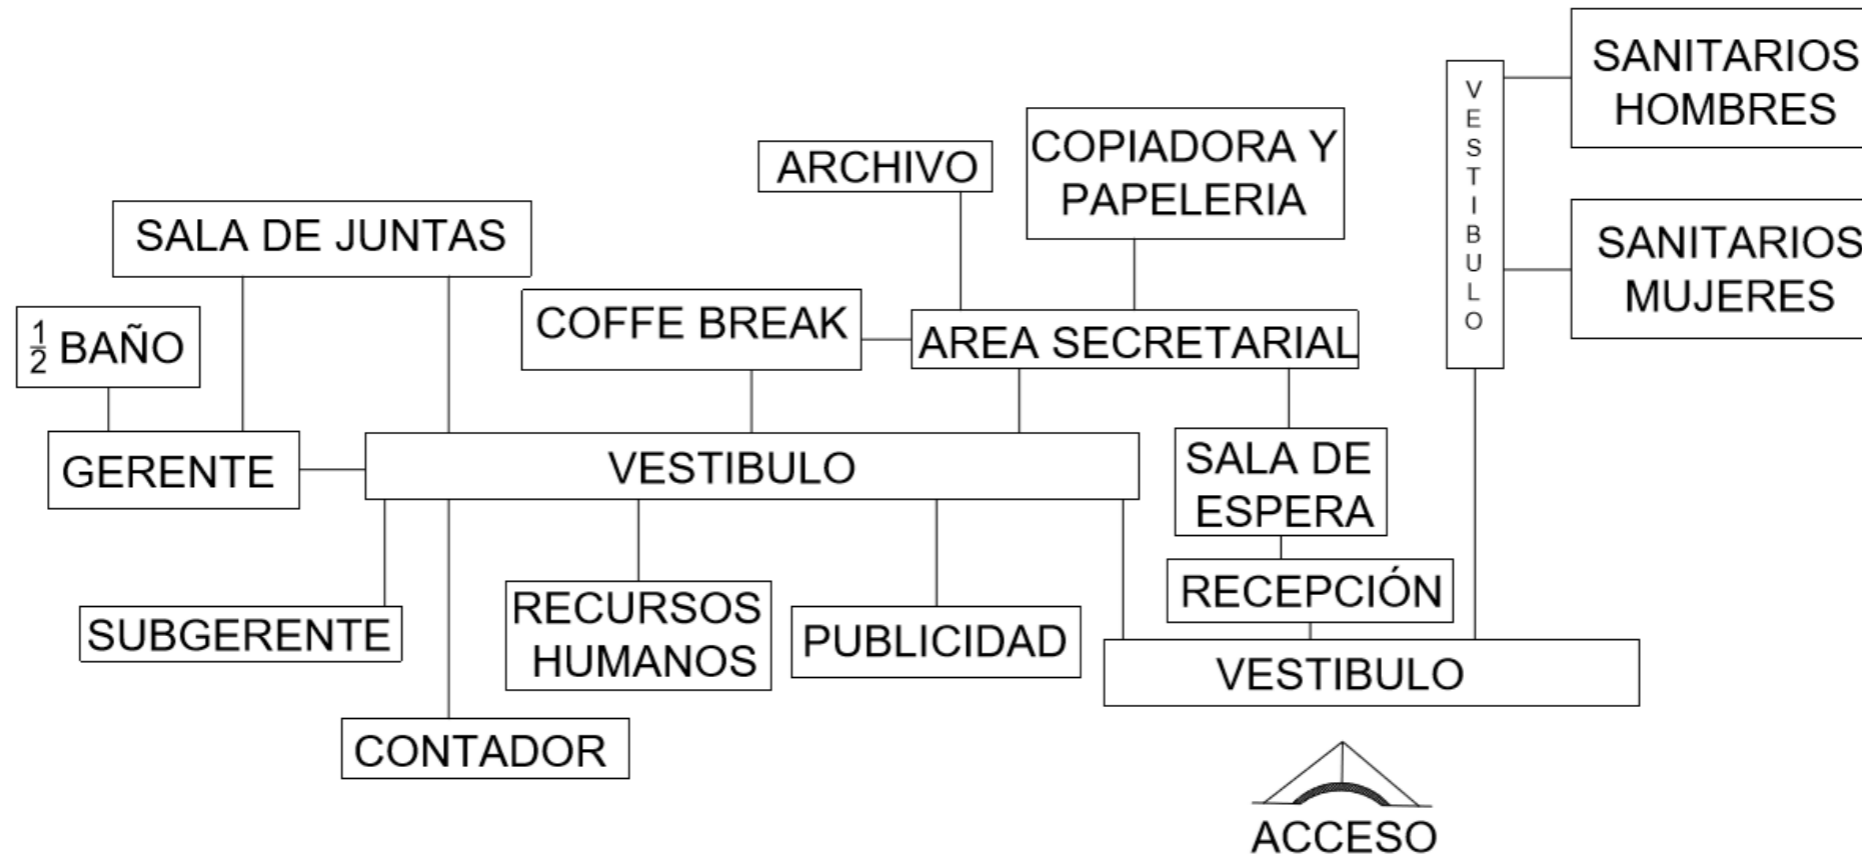 SANITARIOS
HOMBRES
VESTIBULO
COPIADORA Y
PAPELERIA
ARCHIVO
SALA DE JUNTAS
SANITARIOS
MUJERES
COFFE BREAK
½ BAÑO
AREA SECRETARIAL
GERENTE
VESTIBULO
SALA DE
ESPERA
RECEPCIÓN
SUBGERENTE
RECURSOS
HUMANOS
PUBLICIDAD
VESTIBULO
CONTADOR
ACCESO